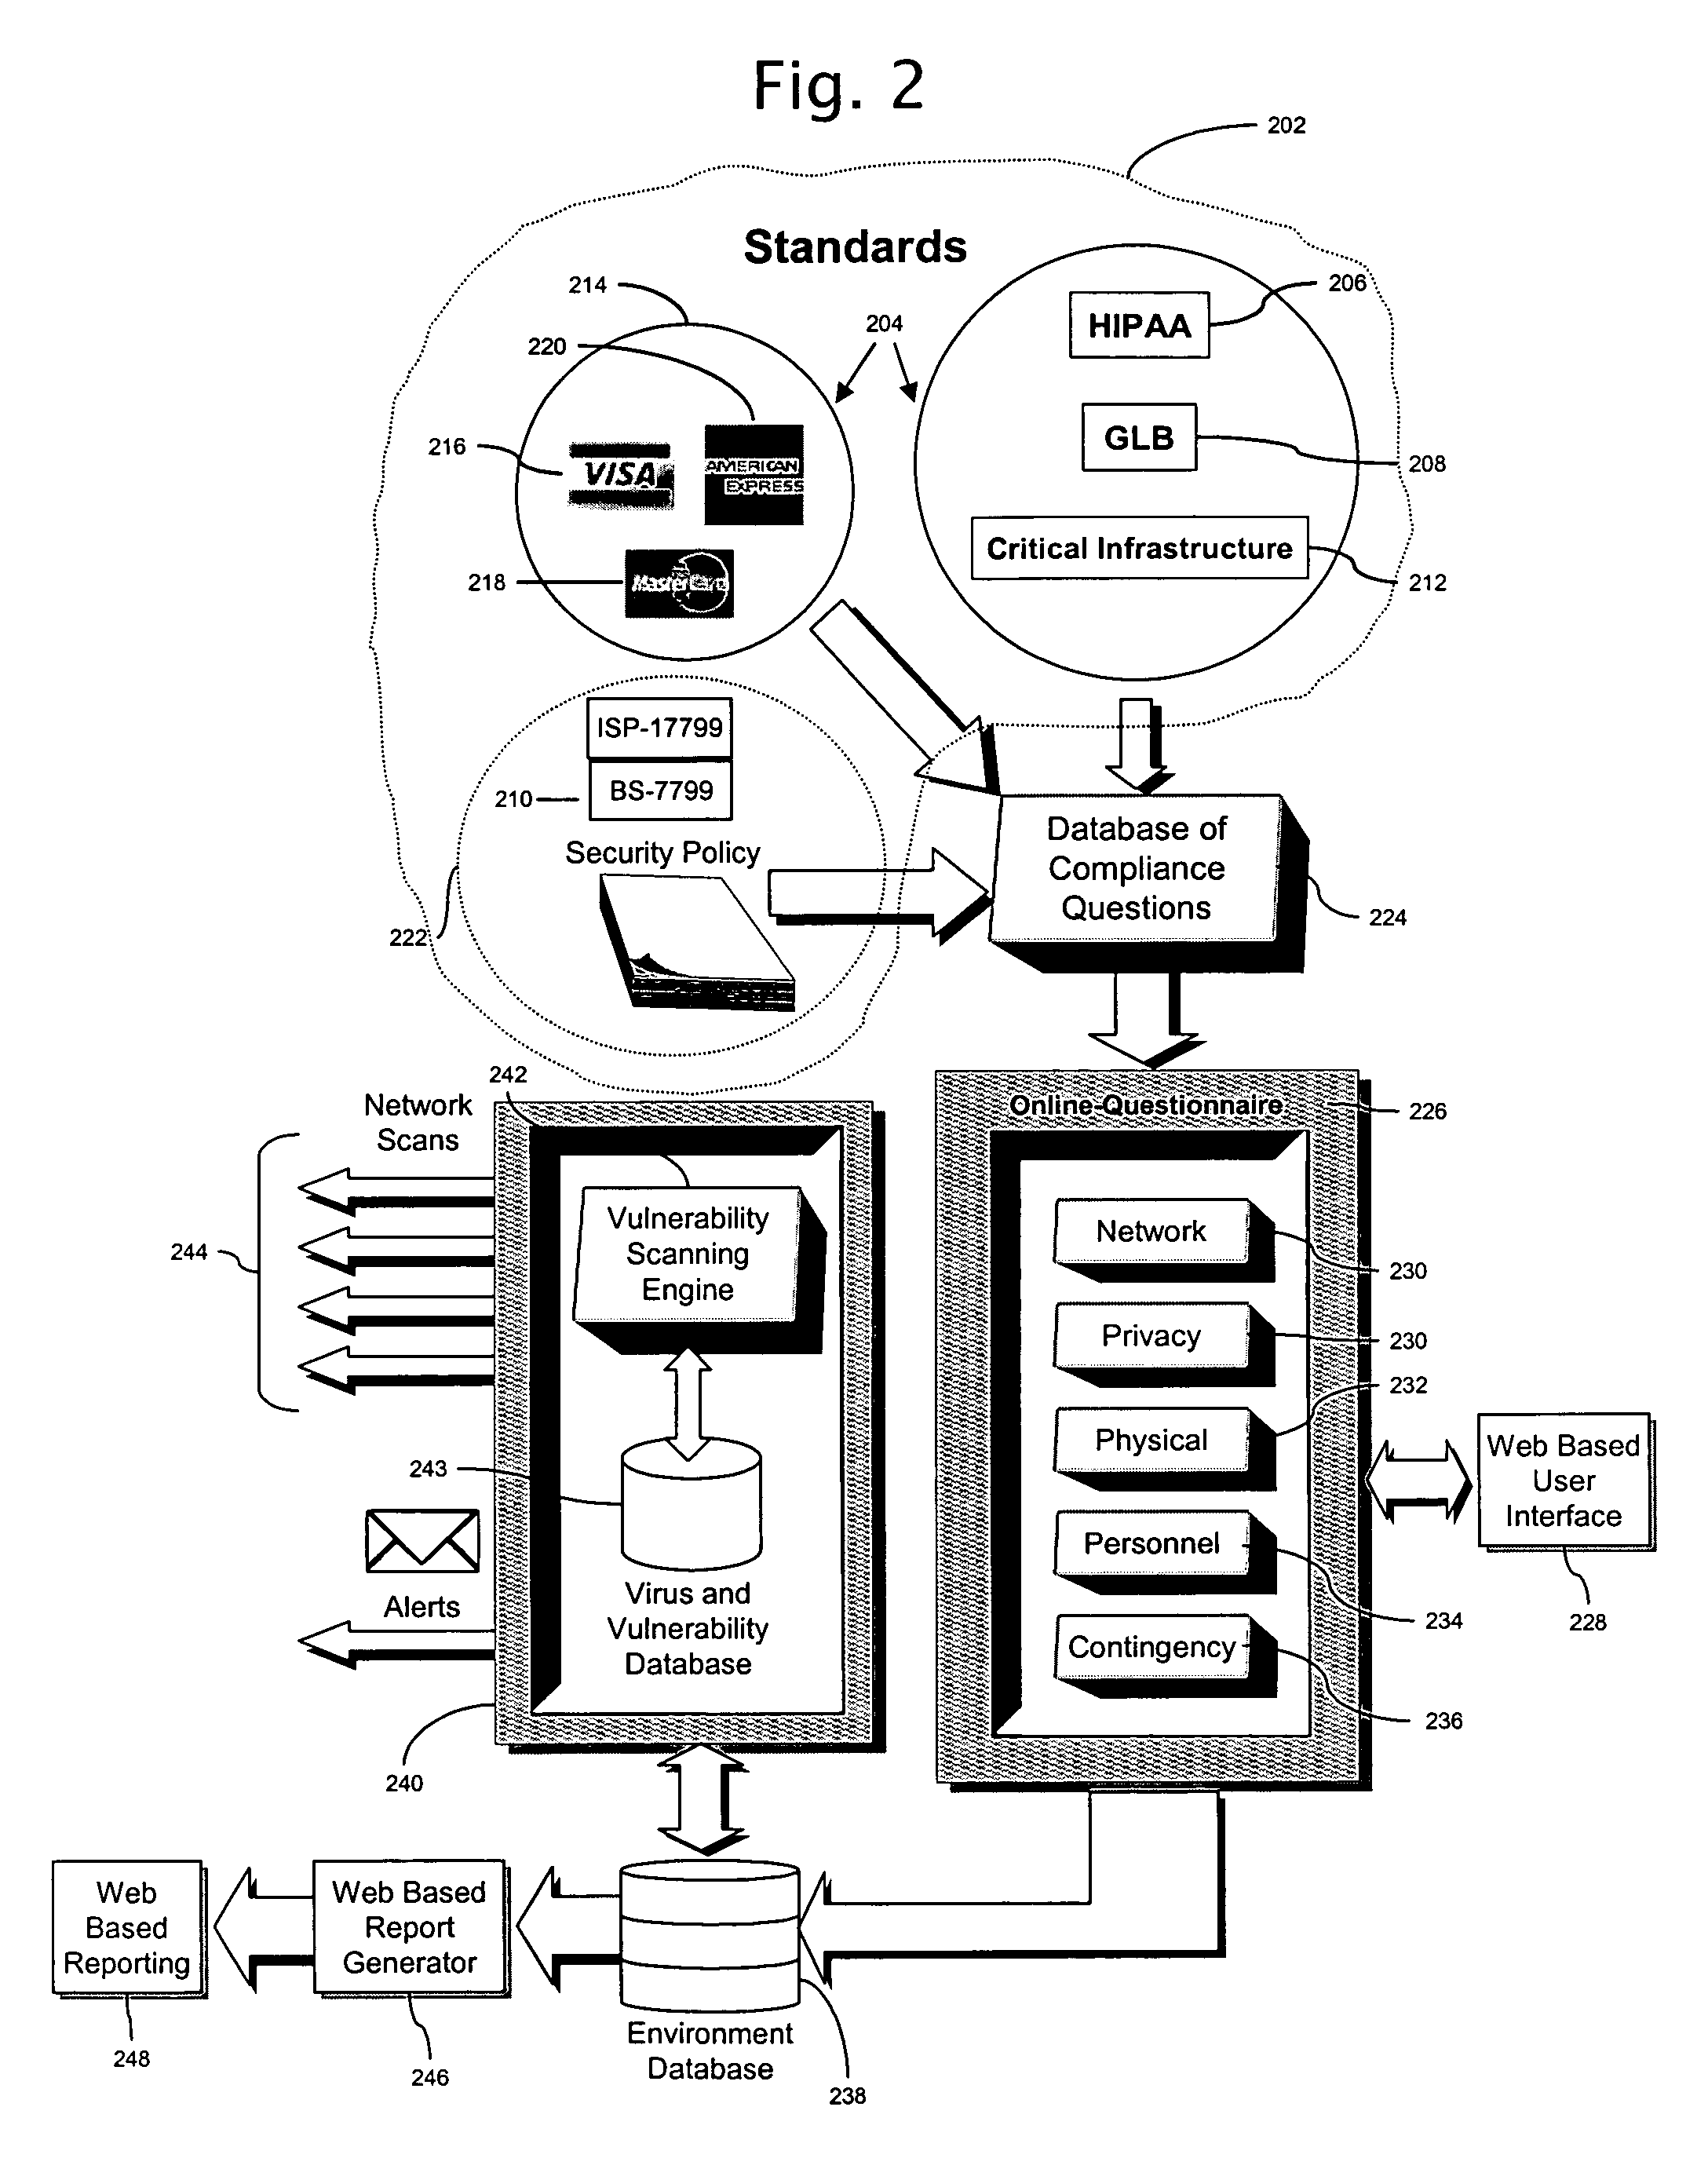 Fig. 2
202
Standards
214
204
206
HIPAA
220
GLB
208
216
VISA
AMERICAN
EXPRESS
Critical Infrastructure
212
218
MasterCard
ISP-17799
210
BS-7799
Security Policy
222
Database of
Compliance
Questions
224
242
Network
Scans
244
Vulnerability
Scanning
Engine
243
Virus and
Vulnerability
Database
Alerts
240
Online-Questionnaire
226
Network
230
Privacy
230
Physical
232
Personnel
234
Contingency
236
Web Based
User
Interface
228
Web
Based
Reporting
248
Web Based
Report
Generator
246
Environment
Database
238